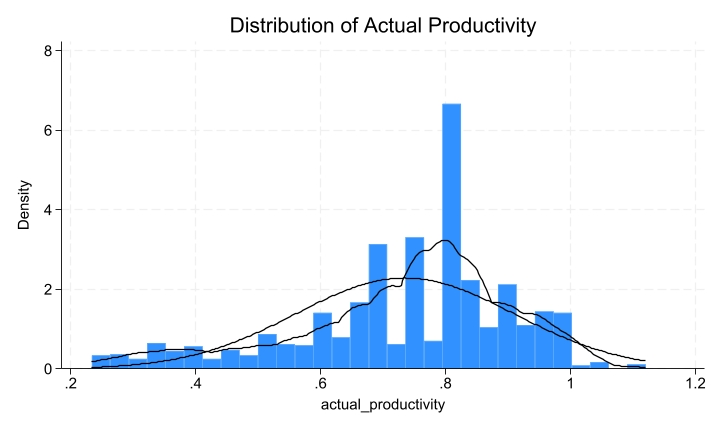 Distribution of Actual Productivity
8
6
4
2
0
Density
.2 .4 .6 .8 1 1.2
actual_productivity